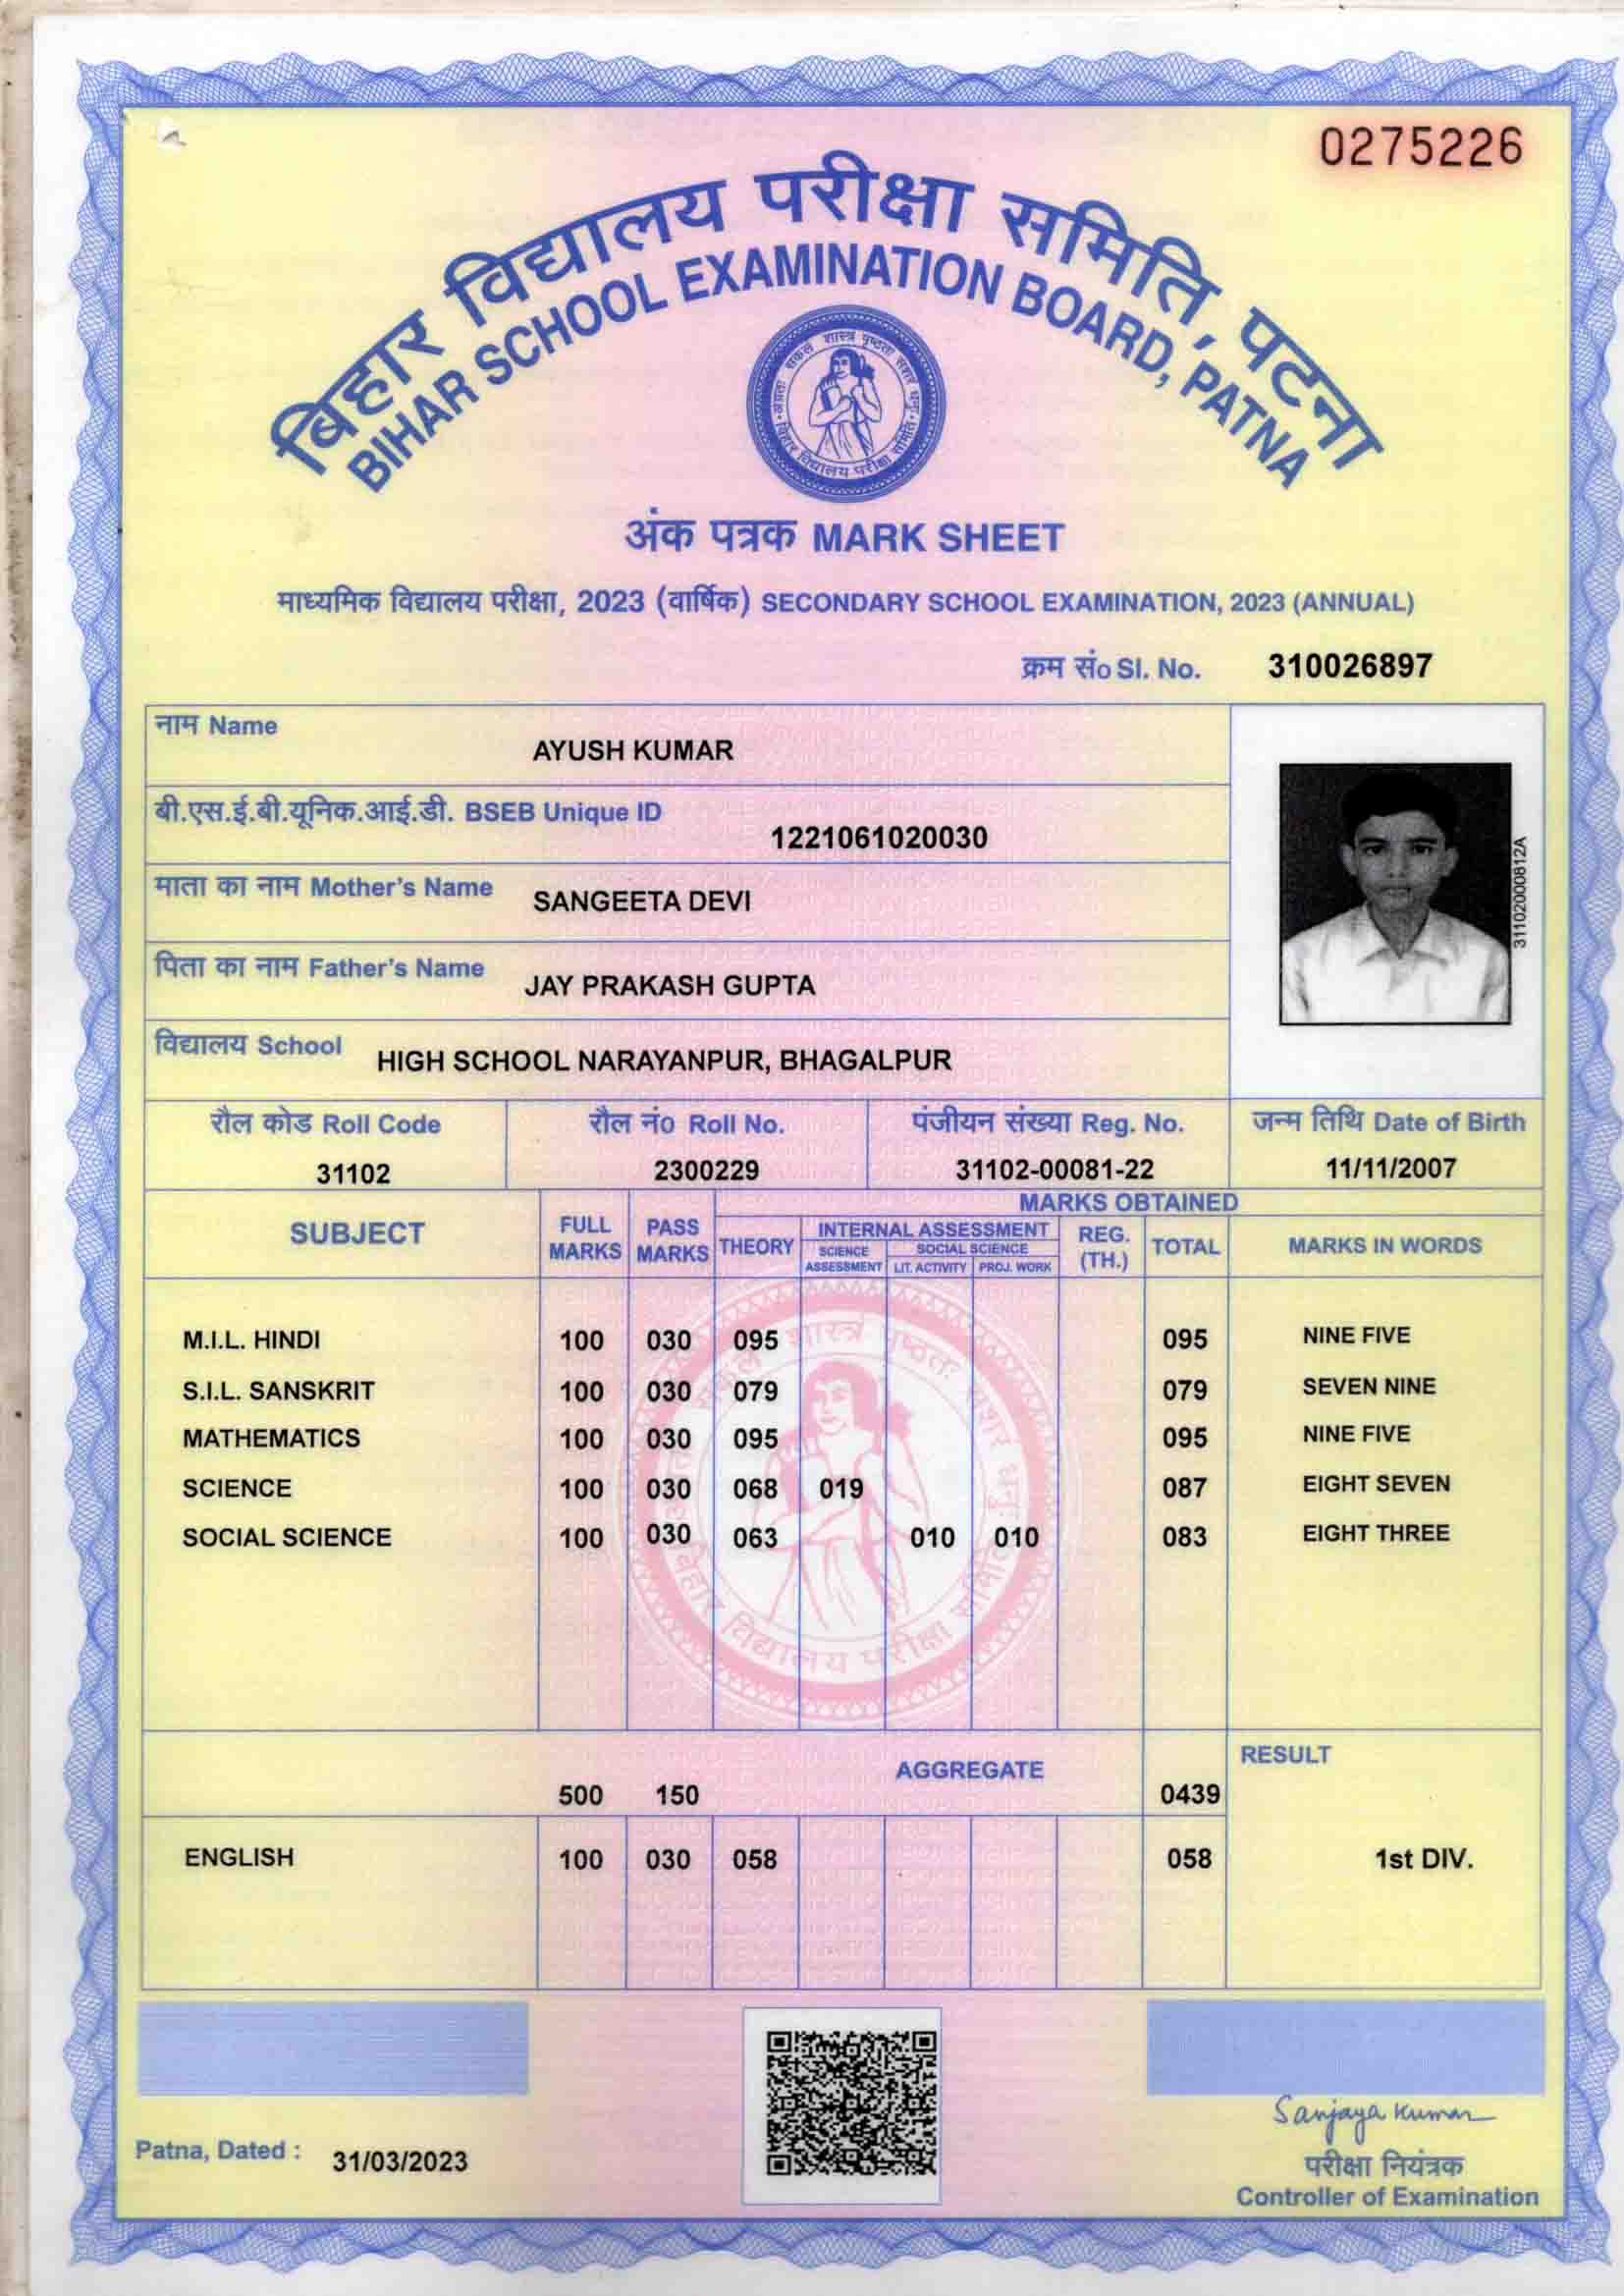 0275226
बिहार विद्यालय परीक्षा समिति, पटना
BIHAR SCHOOL EXAMINATION BOARD, PATNA
बिहार विद्यालय परीक्षा समिति
अंक पत्रक MARK SHEET
माध्यमिक विद्यालय परीक्षा, 2023 (वार्षिक) SECONDARY SCHOOL EXAMINATION, 2023 (ANNUAL)
क्रम सं० Sl. No. 310026897
नाम Name AYUSH KUMAR
बी.एस.ई.बी.यूनिक.आई.डी. BSEB Unique ID 1221061020030
माता का नाम Mother's Name SANGEETA DEVI
पिता का नाम Father's Name JAY PRAKASH GUPTA
विद्यालय School HIGH SCHOOL NARAYANPUR, BHAGALPUR
31102000812A
रौल कोड Roll Code रौल नं० Roll No. पंजीयन संख्या Reg. No. जन्म तिथि Date of Birth
31102 2300229 31102-00081-22 11/11/2007
MARKS OBTAINED
SUBJECT FULL MARKS PASS MARKS THEORY INTERNAL ASSESSMENT REG. (TH.) TOTAL MARKS IN WORDS
SCIENCE ASSESSMENT SOCIAL SCIENCE LIT. ACTIVITY PROJ. WORK
M.I.L. HINDI 100 030 095 095 NINE FIVE
S.I.L. SANSKRIT 100 030 079 079 SEVEN NINE
MATHEMATICS 100 030 095 095 NINE FIVE
SCIENCE 100 030 068 019 087 EIGHT SEVEN
SOCIAL SCIENCE 100 030 063 010 010 083 EIGHT THREE
AGGREGATE RESULT
500 150 0439
ENGLISH 100 030 058 058 1st DIV.
Sanjaya Kumar
Patna, Dated : 31/03/2023
परीक्षा नियंत्रक
Controller of Examination